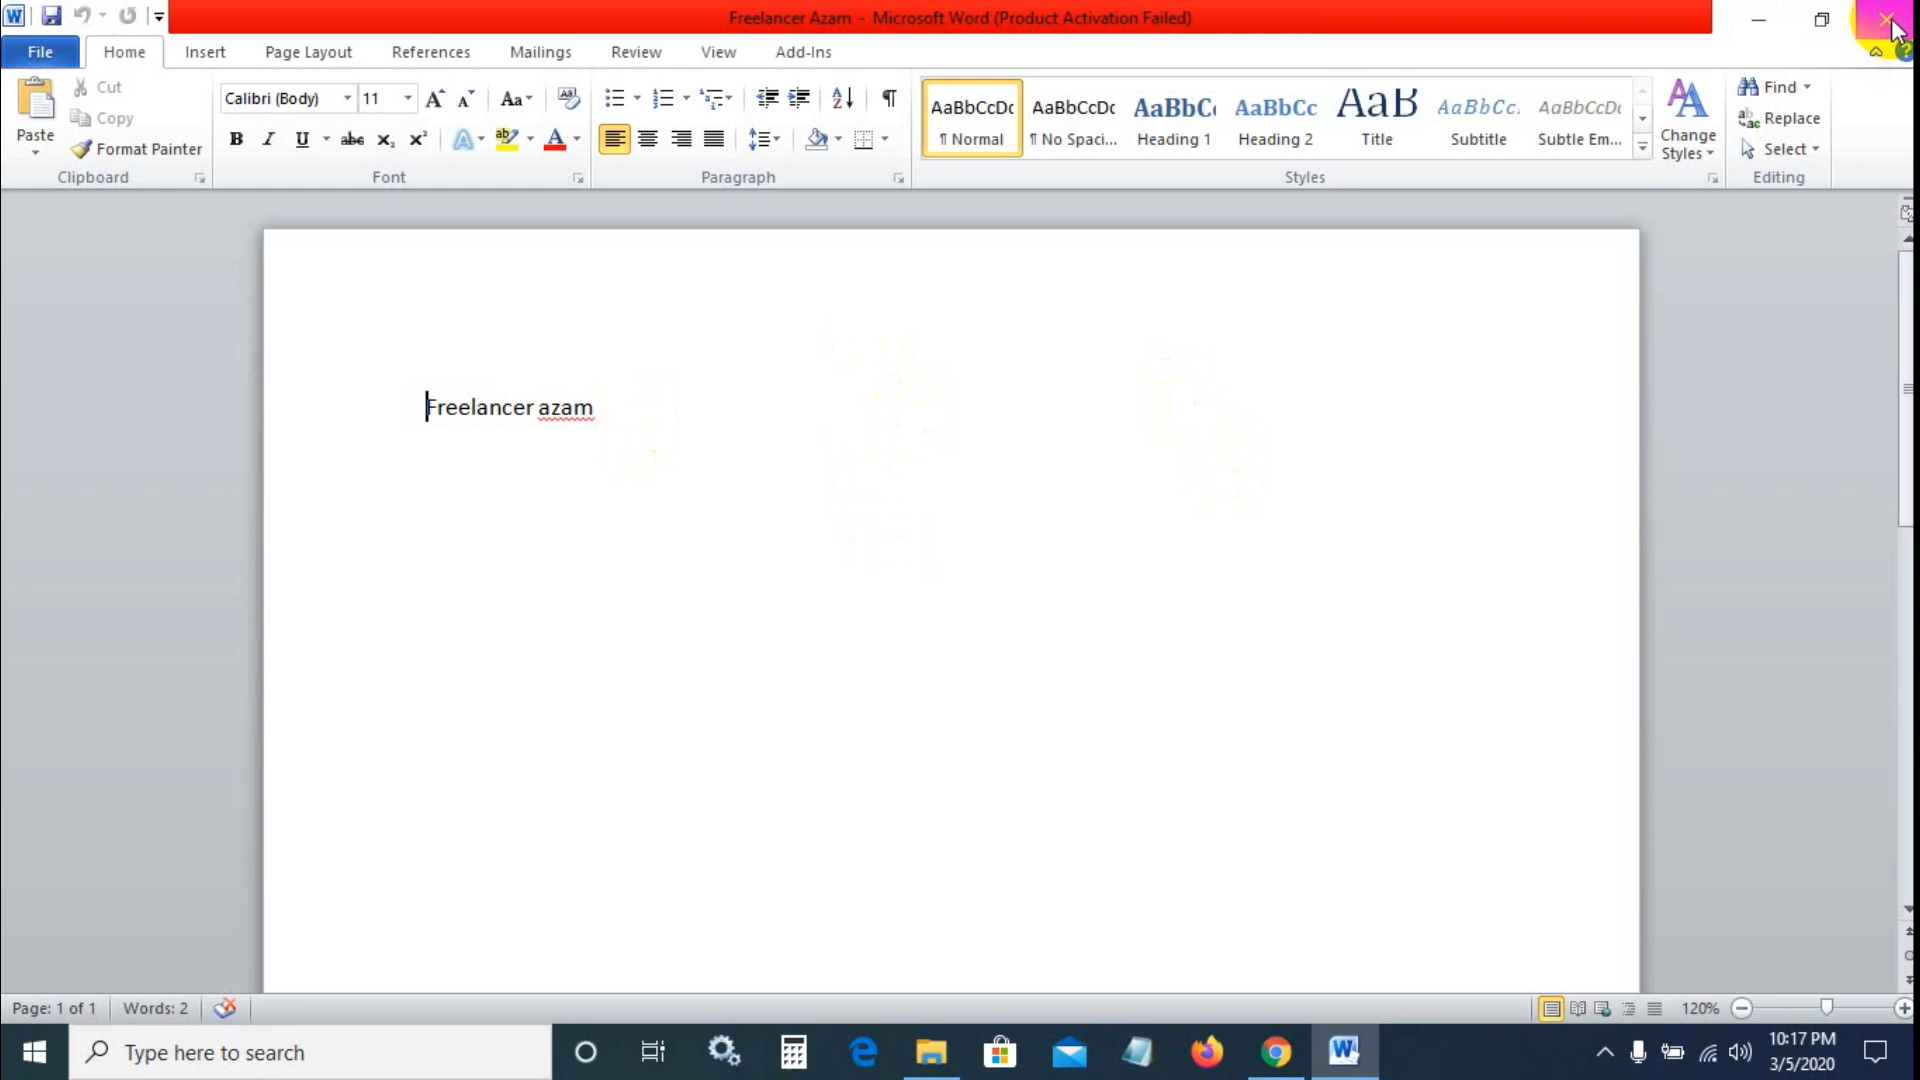 Freelancer Azam - Microsoft Word (Product Activation Failed)
File Home Insert Page Layout References Mailings Review View Add-Ins
Paste
Cut
Copy
Format Painter
Clipboard
Calibri (Body) 11
Font
Paragraph
AaBbCcDc AaBbCcDc AaBbC AaBbCc AaB AaBbCc. AaBbCcDc
¶ Normal ¶ No Spaci... Heading 1 Heading 2 Title Subtitle Subtle Em...
Styles
Change
Styles
Find
Replace
Select
Editing
Freelancer azam
Page: 1 of 1 Words: 2 120%
Type here to search
10:17 PM
3/5/2020